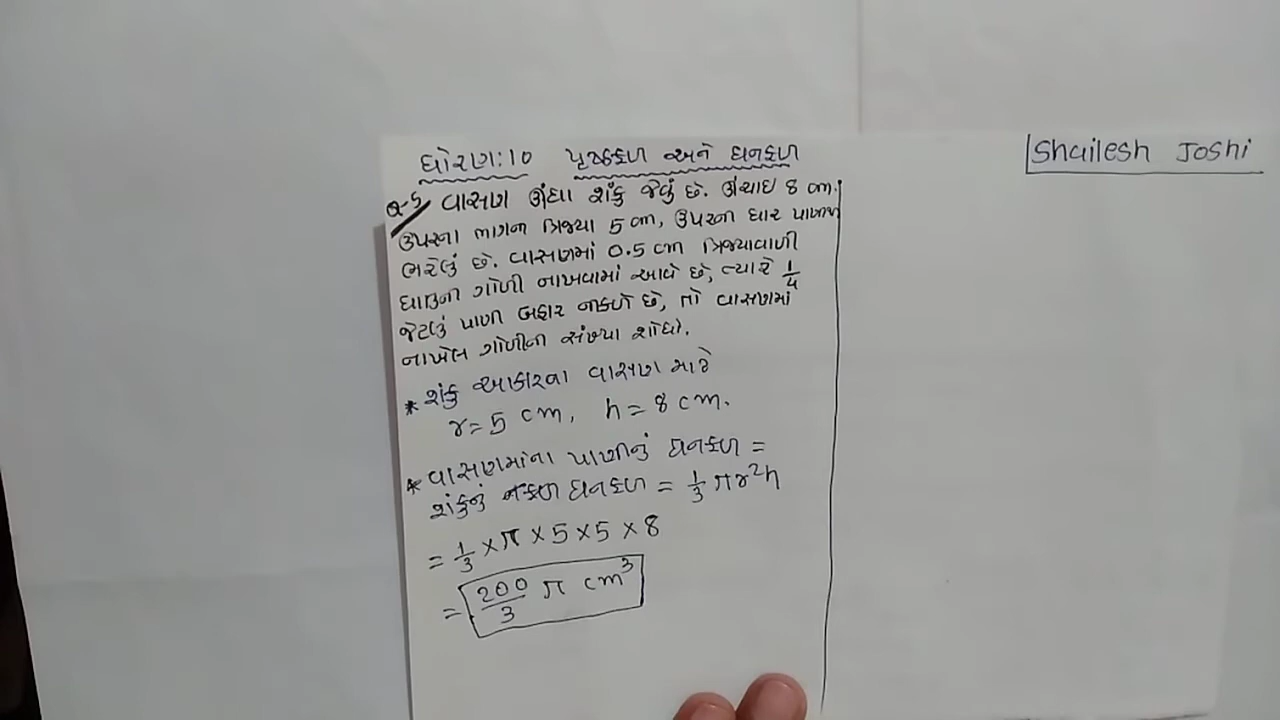 ધોરણ:10 પૃષ્ઠફળ અને ઘનફળ
Shailesh Joshi
Q-5 વાસણ ઊંધા શંકુ જેવું છે. ઊંચાઇ 8 cm.
ઉપરના ભાગની ત્રિજ્યા 5 cm, ઉપરની ધાર પાણીથી
ભરેલું છે. વાસણમાં 0.5 cm ત્રિજ્યાવાળી
ધાતુની ગોળી નાખવામાં આવે છે, ત્યારે 1/4
જેટલું પાણી બહાર નીકળે છે, તો વાસણમાં
નાખેલ ગોળીની સંખ્યા શોધો.
* શંકુ આકારના વાસણ માટે
r = 5 cm, h = 8 cm.
* વાસણમાંના પાણીનું ઘનફળ =
શંકુનું ઘનફળ = 1/3 πr²h
= 1/3 × π × 5 × 5 × 8
= 200/3 π cm³